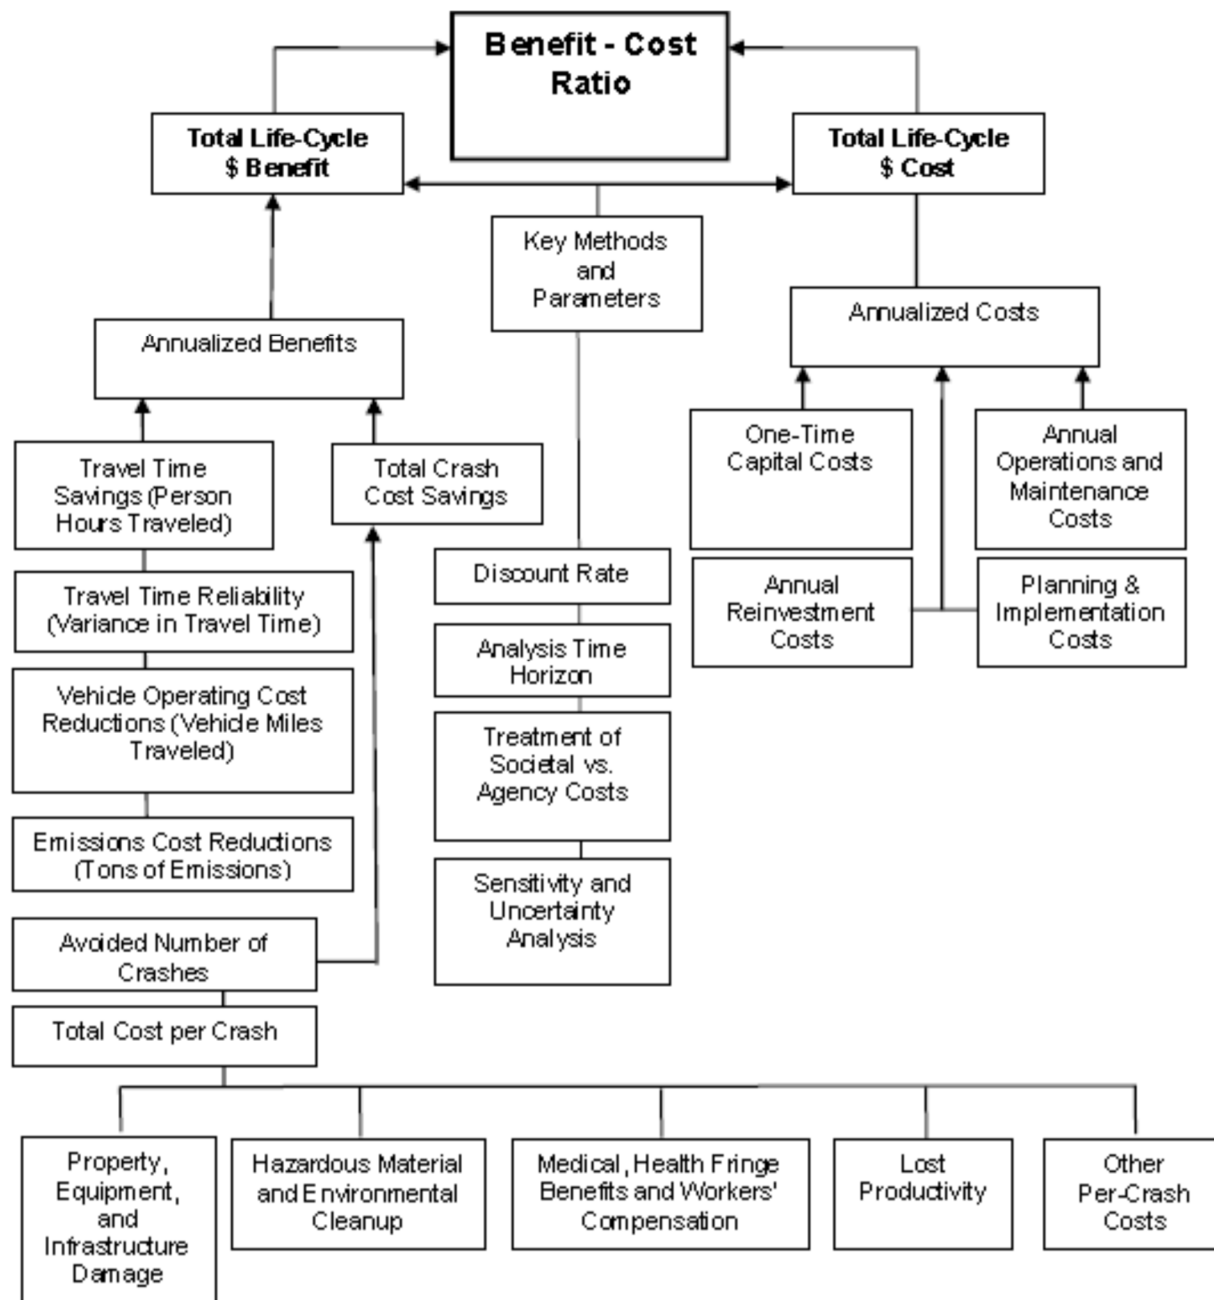 Benefit - Cost
Ratio
Total Life-Cycle
$ Benefit
Total Life-Cycle
$ Cost
Key Methods
and
Parameters
Annualized Benefits
Annualized Costs
Travel Time
Savings (Person
Hours Traveled)
Total Crash
Cost Savings
One-Time
Capital Costs
Annual
Operations and
Maintenance
Costs
Travel Time Reliability
(Variance in Travel Time)
Discount Rate
Annual
Reinvestment
Costs
Planning &
Implementation
Costs
Analysis Time
Horizon
Vehicle Operating Cost
Reductions (Vehicle Miles
Traveled)
Treatment of
Societal vs.
Agency Costs
Emissions Cost Reductions
(Tons of Emissions)
Sensitivity and
Uncertainty
Analysis
Avoided Number of
Crashes
Total Cost per Crash
Property,
Equipment,
and
Infrastructure
Damage
Hazardous Material
and Environmental
Cleanup
Medical, Health Fringe
Benefits and Workers'
Compensation
Lost
Productivity
Other
Per-Crash
Costs